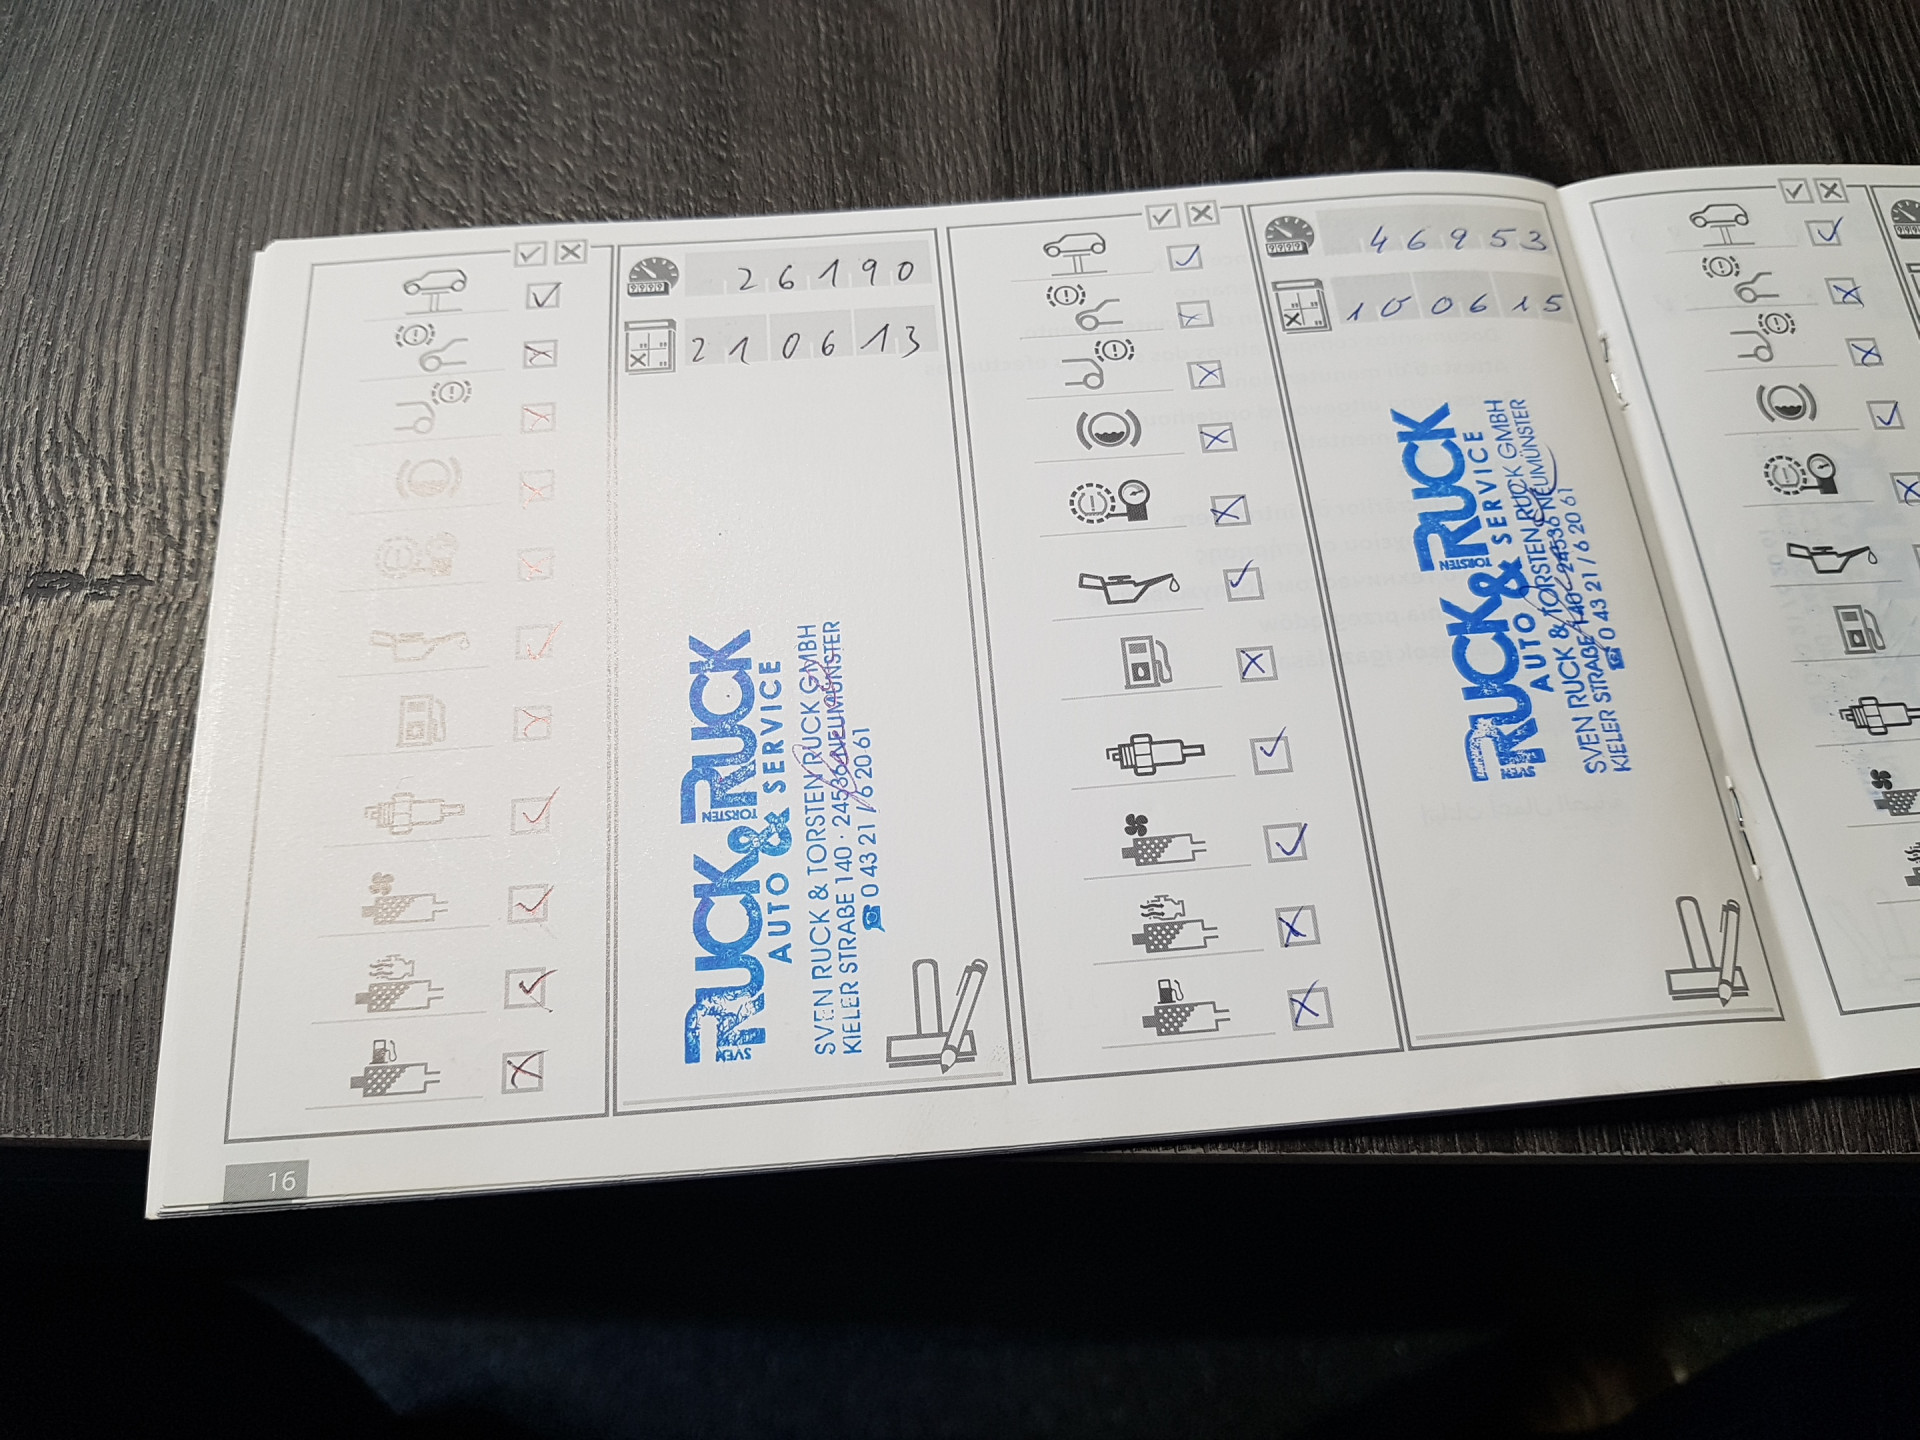 26190
210613
SVEN RUCK & TORSTEN RUCK
AUTO & SERVICE
SVEN RUCK & TORSTEN RUCK GMBH
KIELER STRAßE 140 · 24536 NEUMÜNSTER
☎ 0 43 21 / 6 20 61
46953
100615
RUCK & TORSTEN RUCK
AUTO & SERVICE
SVEN RUCK & TORSTEN RUCK GMBH
KIELER STRAßE 140 · 24536 NEUMÜNSTER
☎ 0 43 21 / 6 20 61
16